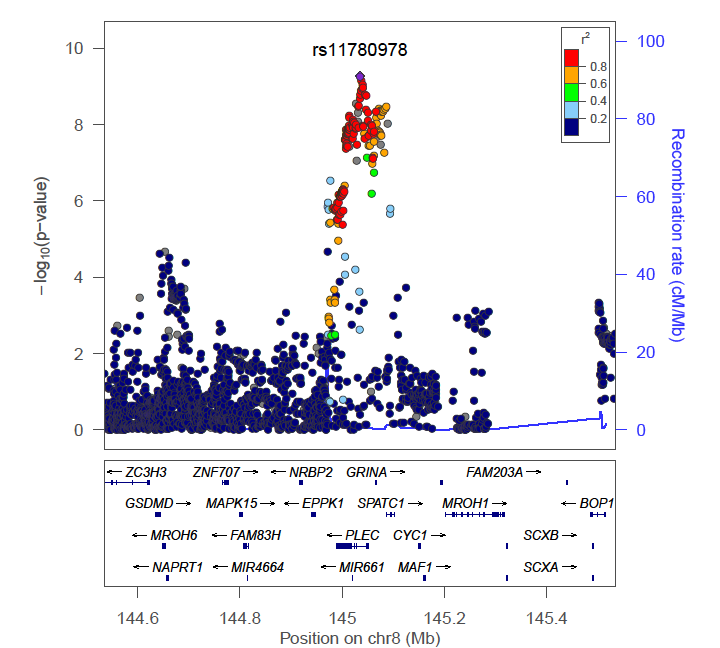 rs11780978
r2
0.8
0.6
0.4
0.2
10
8
6
4
2
0
−log10(p−value)
100
80
60
40
20
0
Recombination rate (cM/Mb)
ZC3H3 ZNF707 NRBP2 GRINA FAM203A
GSDMD MAPK15 EPPK1 SPATC1 MROH1 BOP1
MROH6 FAM83H PLEC CYC1 SCXB
NAPRT1 MIR4664 MIR661 MAF1 SCXA
144.6 144.8 145 145.2 145.4
Position on chr8 (Mb)